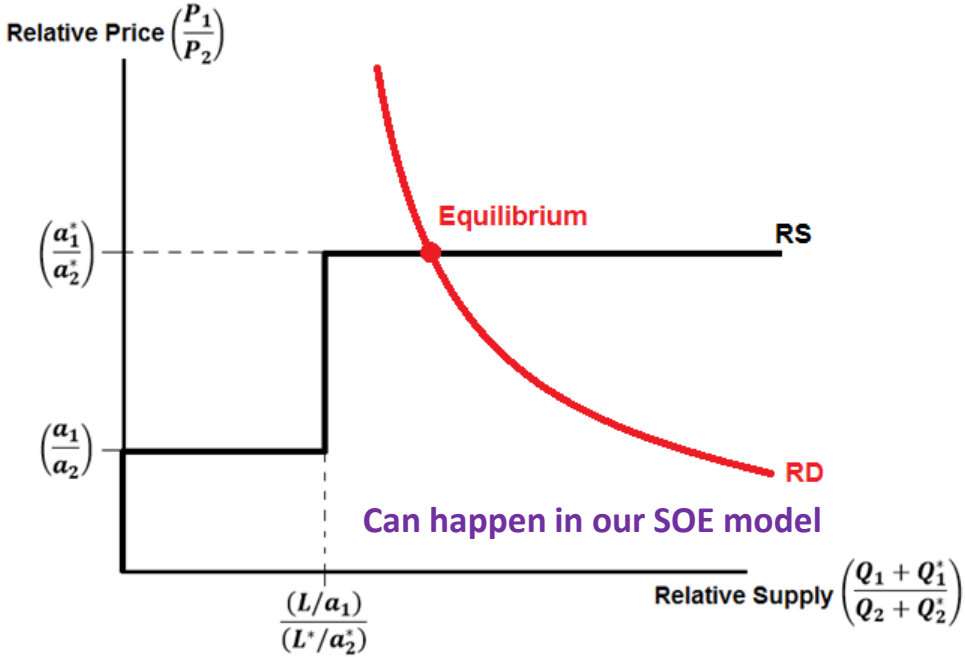 Relative Price (P₁/P₂)
Equilibrium
RS
(a₁*/a₂*)
(a₁/a₂)
RD
Can happen in our SOE model
(L/a₁)/(L*/a₂*)
Relative Supply (Q₁ + Q₁*/Q₂ + Q₂*)